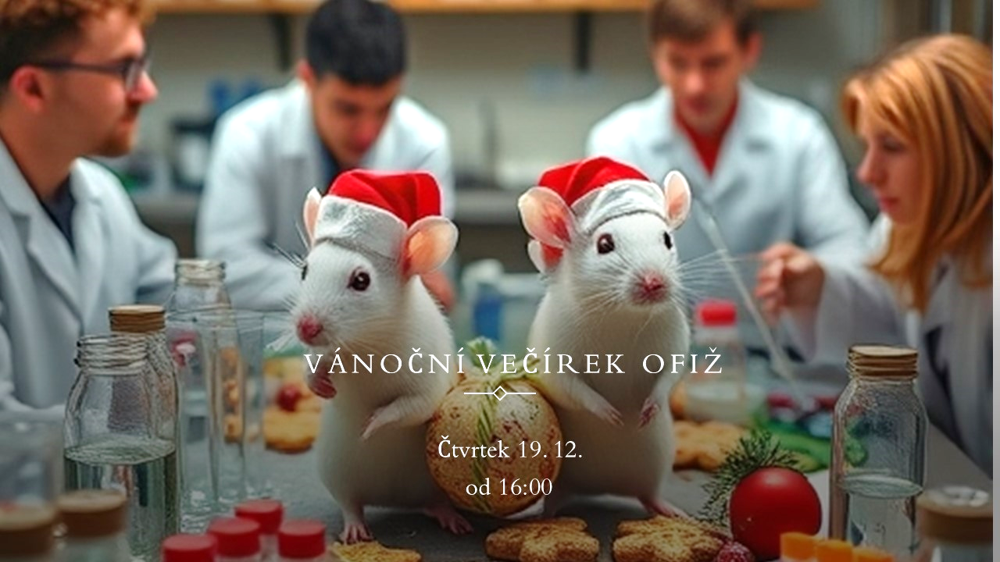 VÁNOČNÍ VEČÍREK OFIŽ
Čtvrtek 19. 12.
od 16:00